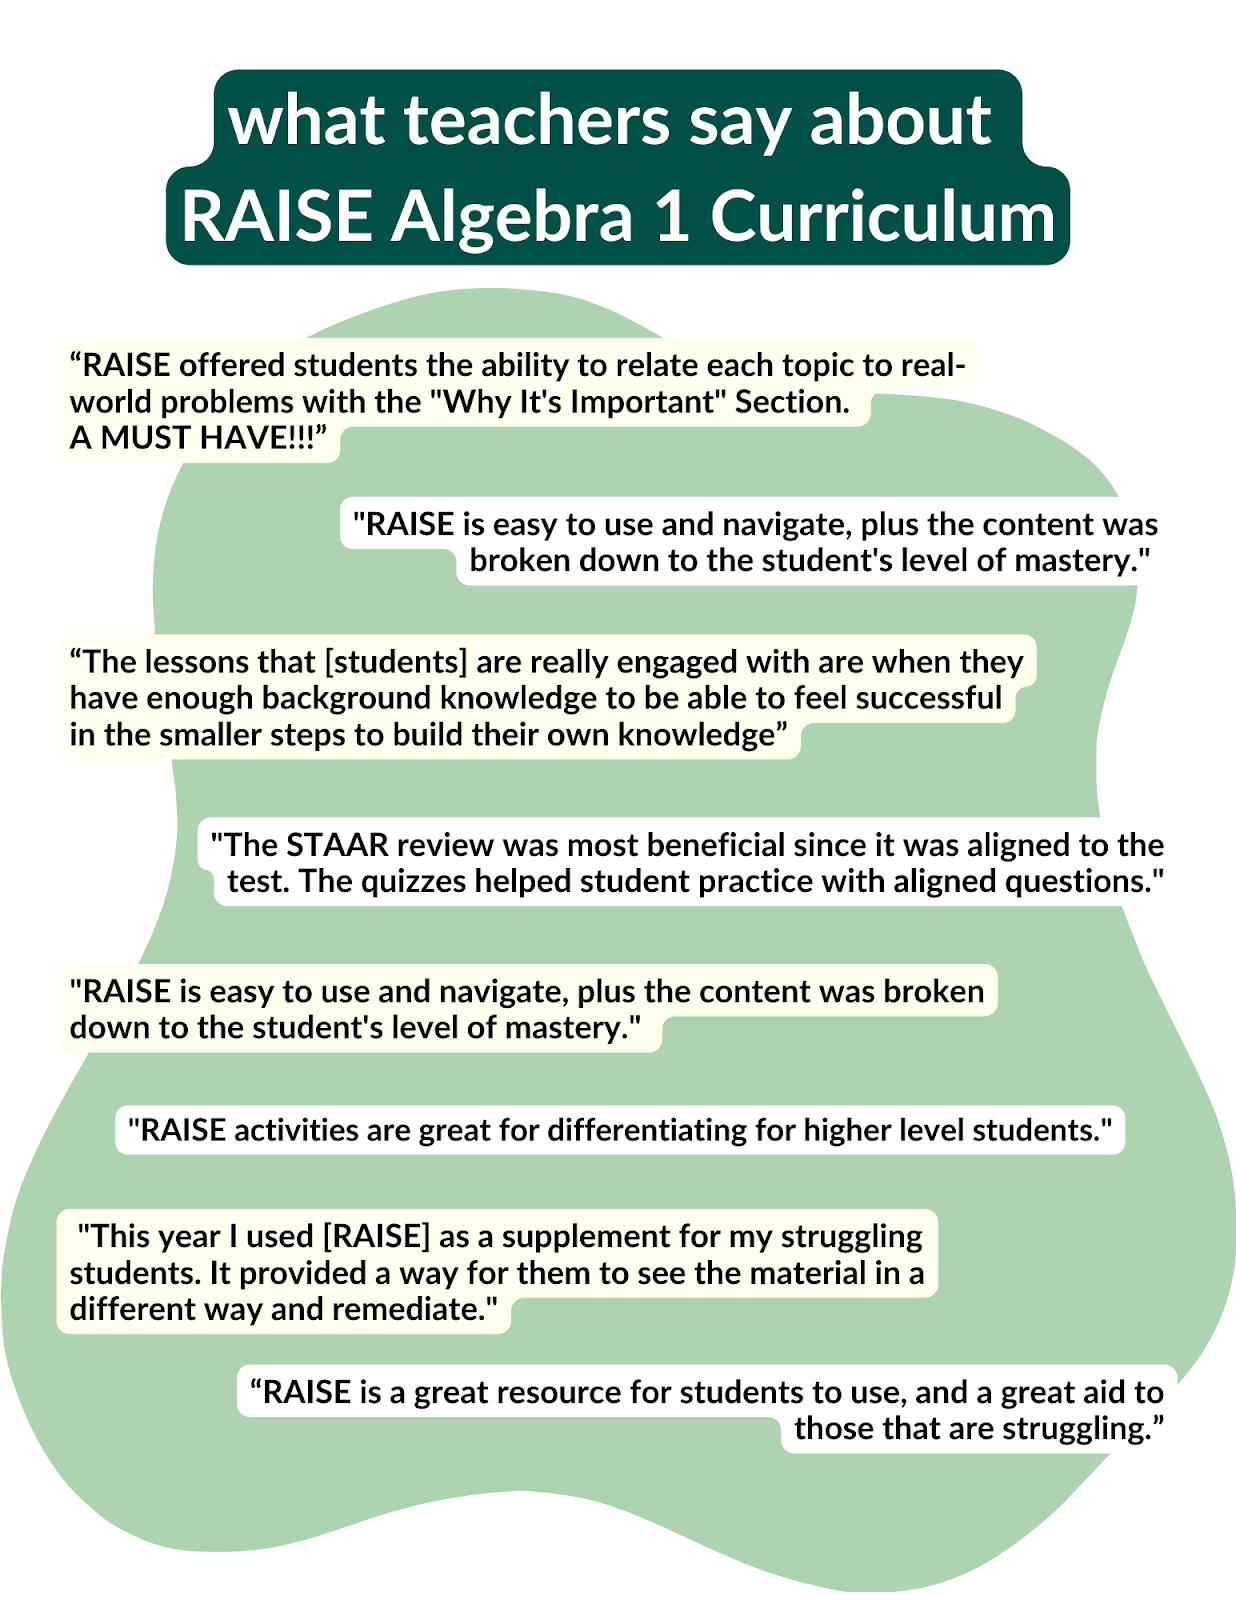 what teachers say about
RAISE Algebra 1 Curriculum
“RAISE offered students the ability to relate each topic to real-
world problems with the "Why It's Important" Section.
A MUST HAVE!!!”
"RAISE is easy to use and navigate, plus the content was
broken down to the student's level of mastery."
“The lessons that [students] are really engaged with are when they
have enough background knowledge to be able to feel successful
in the smaller steps to build their own knowledge”
"The STAAR review was most beneficial since it was aligned to the
test. The quizzes helped student practice with aligned questions."
"RAISE is easy to use and navigate, plus the content was broken
down to the student's level of mastery."
"RAISE activities are great for differentiating for higher level students."
"This year I used [RAISE] as a supplement for my struggling
students. It provided a way for them to see the material in a
different way and remediate."
“RAISE is a great resource for students to use, and a great aid to
those that are struggling.”